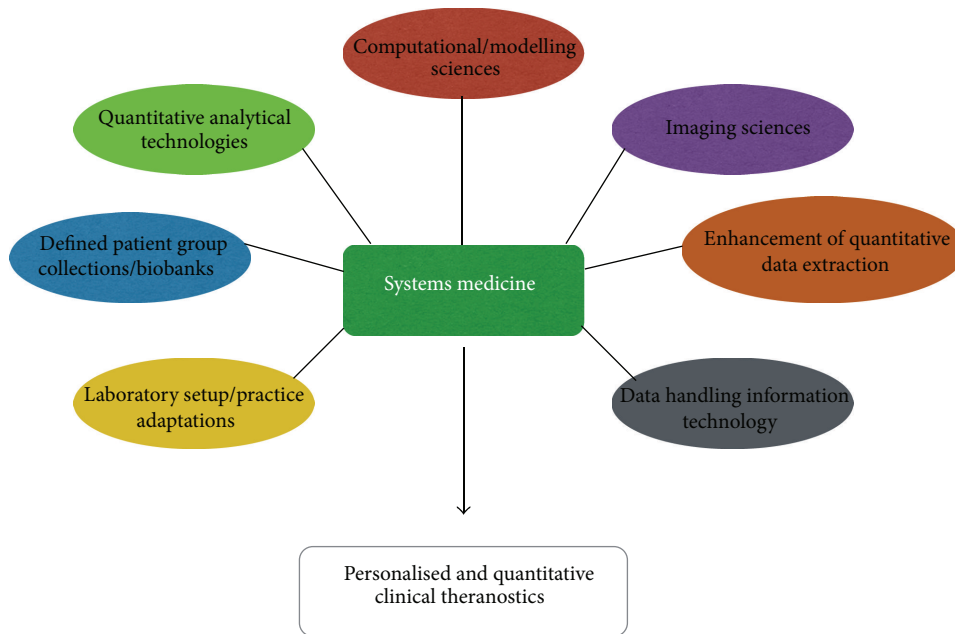 Computational/modelling
sciences
Quantitative analytical
technologies
Imaging sciences
Defined patient group
collections/biobanks
Enhancement of quantitative
data extraction
Systems medicine
Laboratory setup/practice
adaptations
Data handling information
technology
Personalised and quantitative
clinical theranostics